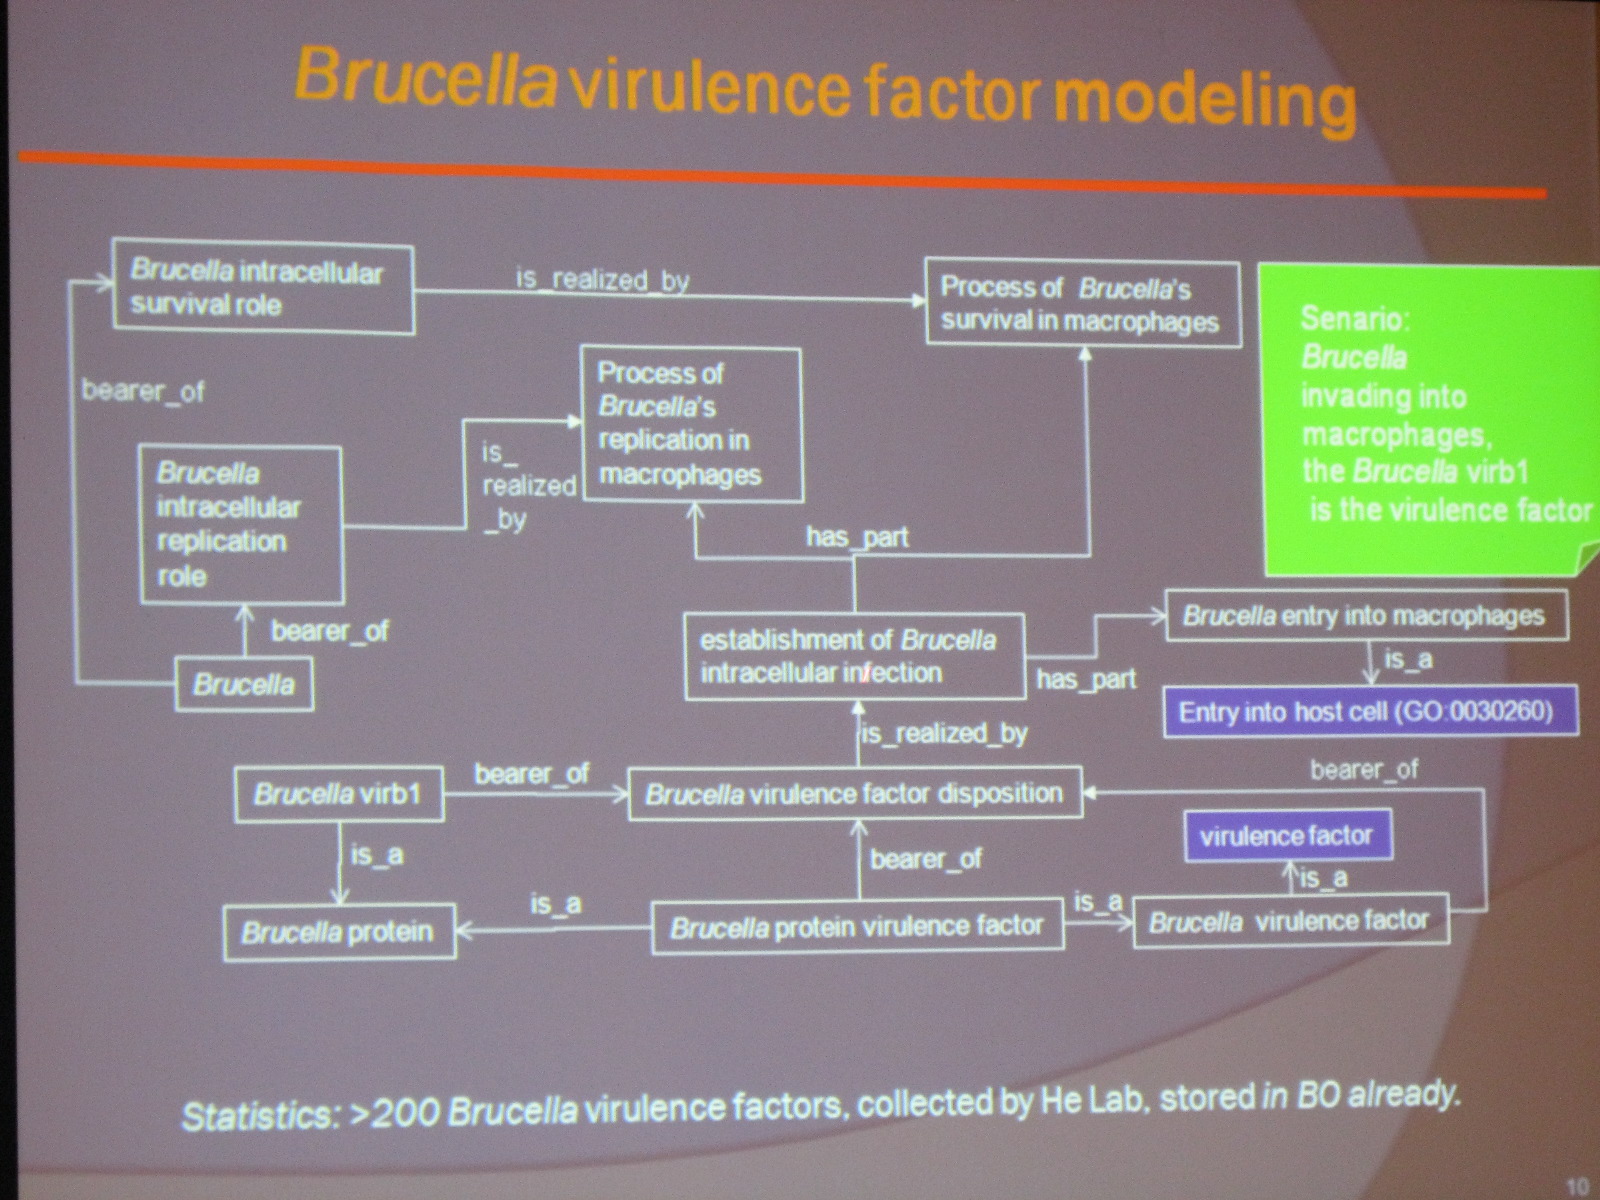 Brucella virulence factor modeling
Brucella intracellular
survival role
is_realized_by
Process of Brucella's
survival in macrophages
Senario:
Brucella
invading into
macrophages,
the Brucella virb1
is the virulence factor
bearer_of
Process of
Brucella's
replication in
macrophages
is_
realized
_by
Brucella
intracellular
replication
role
has_part
bearer_of
Brucella
establishment of Brucella
intracellular infection
has_part
Brucella entry into macrophages
is_a
Entry into host cell (GO:0030260)
is_realized_by
Brucella virb1
bearer_of
Brucella virulence factor disposition
bearer_of
virulence factor
is_a
is_a
bearer_of
Brucella protein
is_a
Brucella protein virulence factor
is_a
Brucella virulence factor
Statistics: >200 Brucella virulence factors, collected by He Lab, stored in BO already.
10